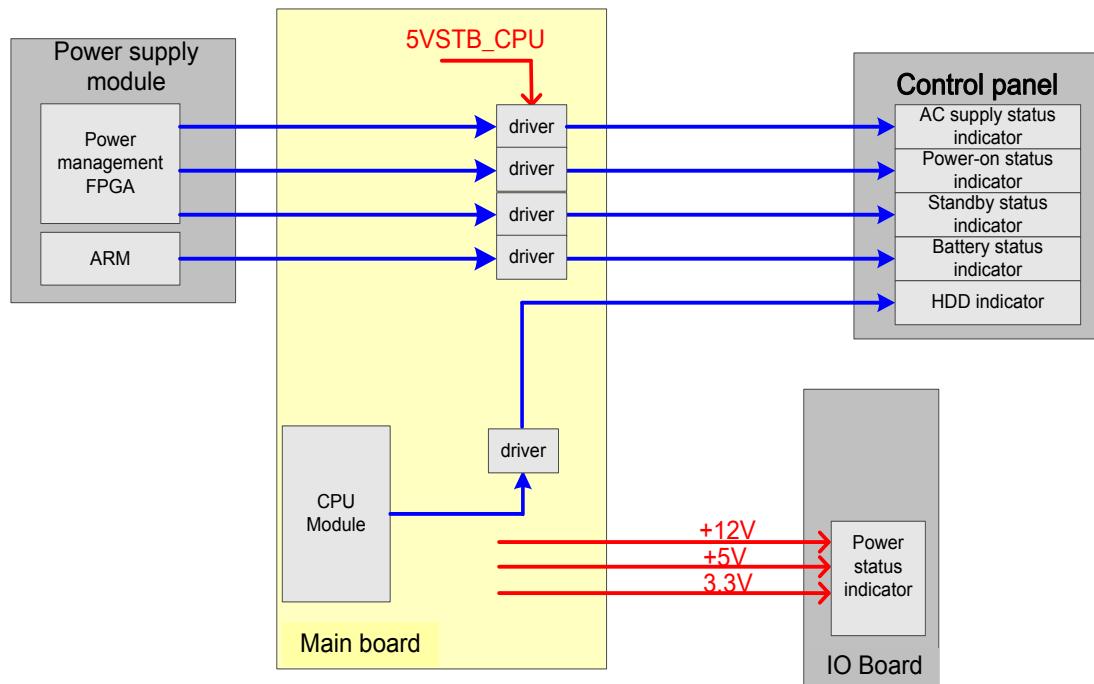 5VSTB_CPU
Power supply
module
Control panel
Power
management
FPGA
ARM
driver
driver
driver
driver
AC supply status
indicator
Power-on status
indicator
Standby status
indicator
Battery status
indicator
HDD indicator
driver
CPU
Module
+12V
+5V
3.3V
Power
status
indicator
Main board
IO Board